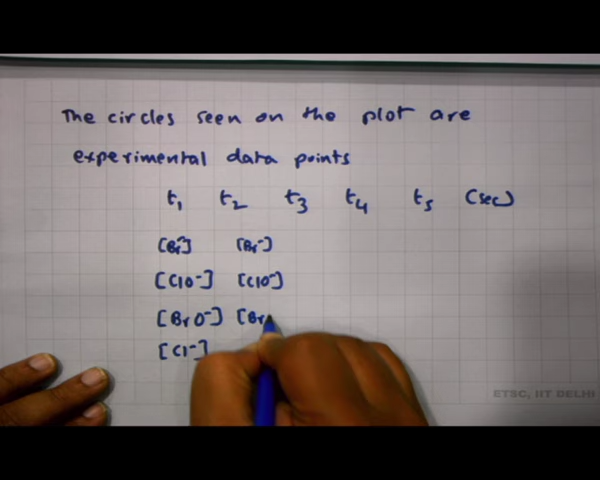 The circles seen on the plot are
experimental data points
t₁ t₂ t₃ t₄ t₅ (sec)
[Br⁻] [Br⁻]
[ClO⁻] [ClO⁻]
[BrO⁻] [Br
[Cl⁻]
ETSC, IIT DELHI